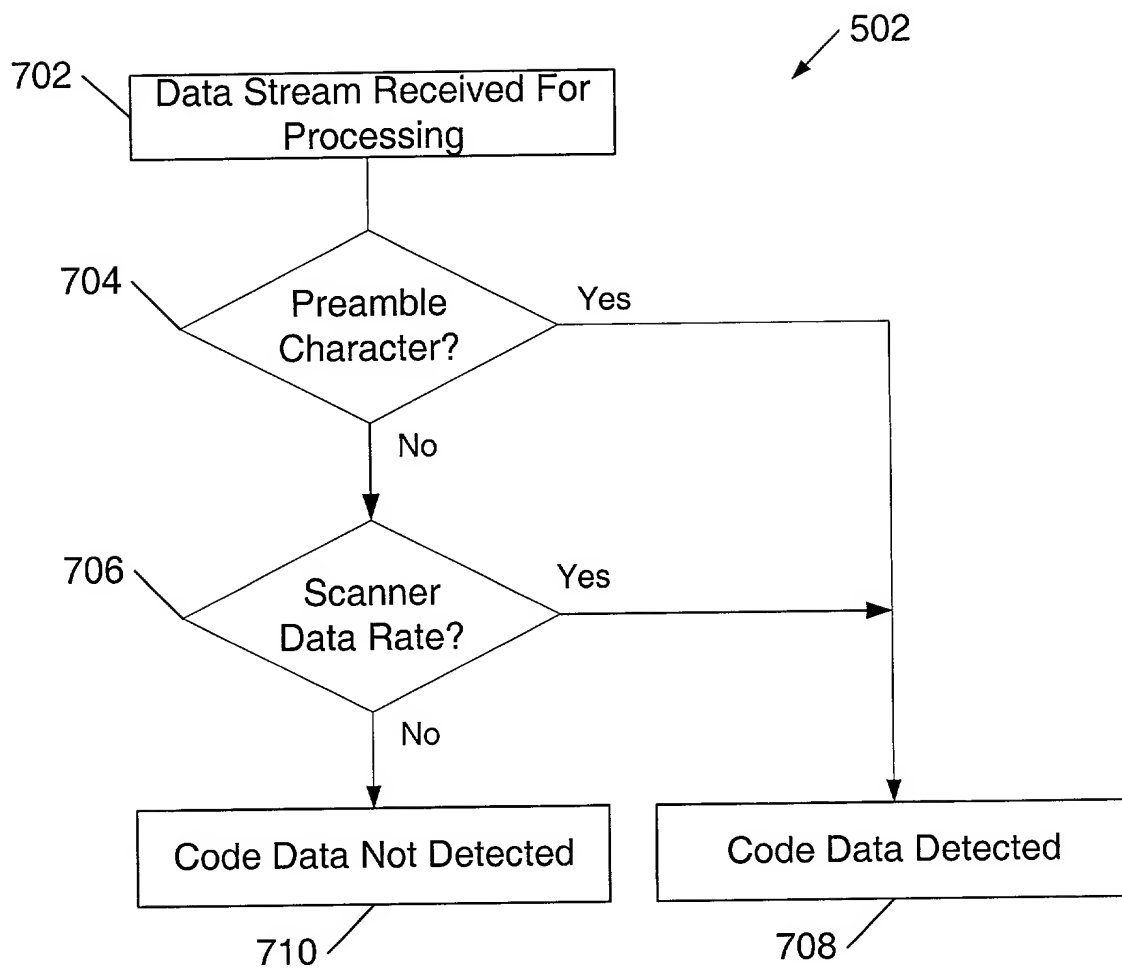 502
702
Data Stream Received For
Processing
704
Preamble
Character?
Yes
No
706
Scanner
Data Rate?
Yes
No
Code Data Not Detected
Code Data Detected
710
708